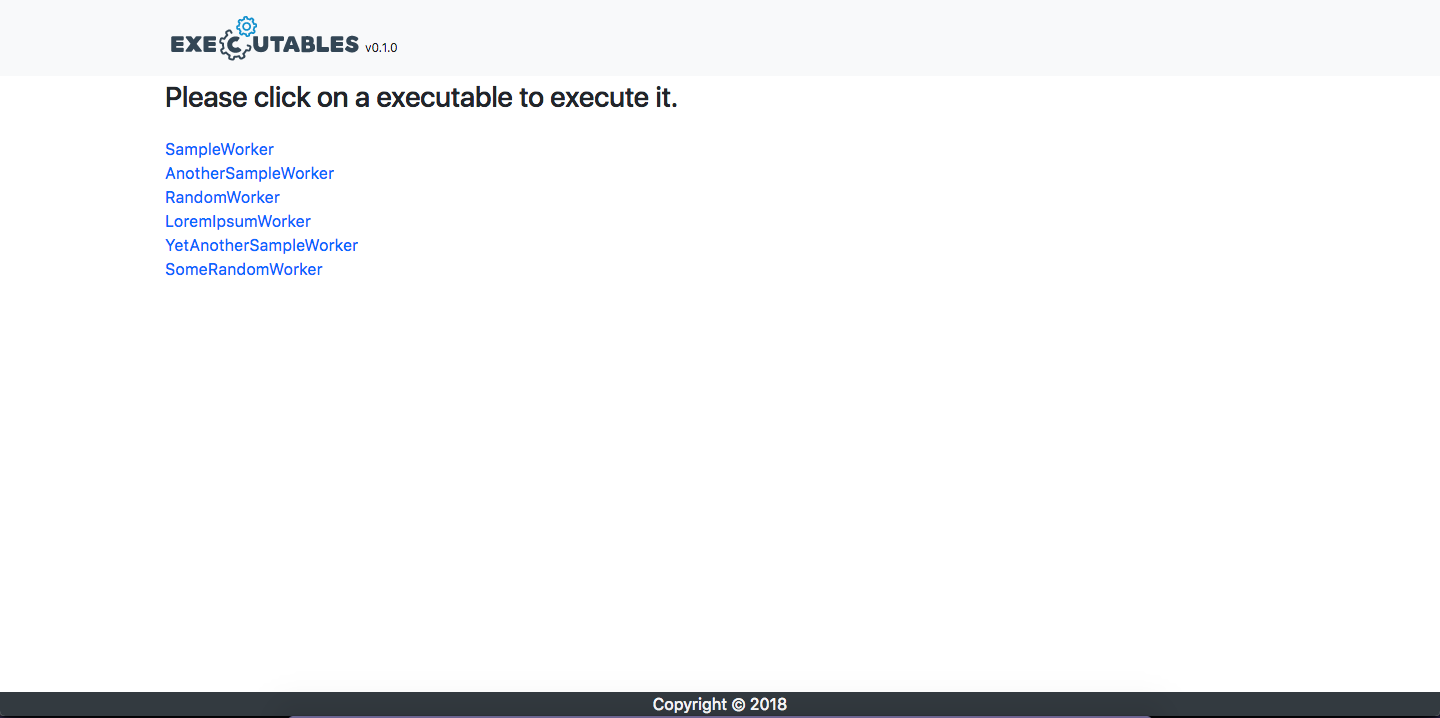 EXECUTABLES v0.1.0
Please click on a executable to execute it.
SampleWorker
AnotherSampleWorker
RandomWorker
LoremIpsumWorker
YetAnotherSampleWorker
SomeRandomWorker
Copyright © 2018